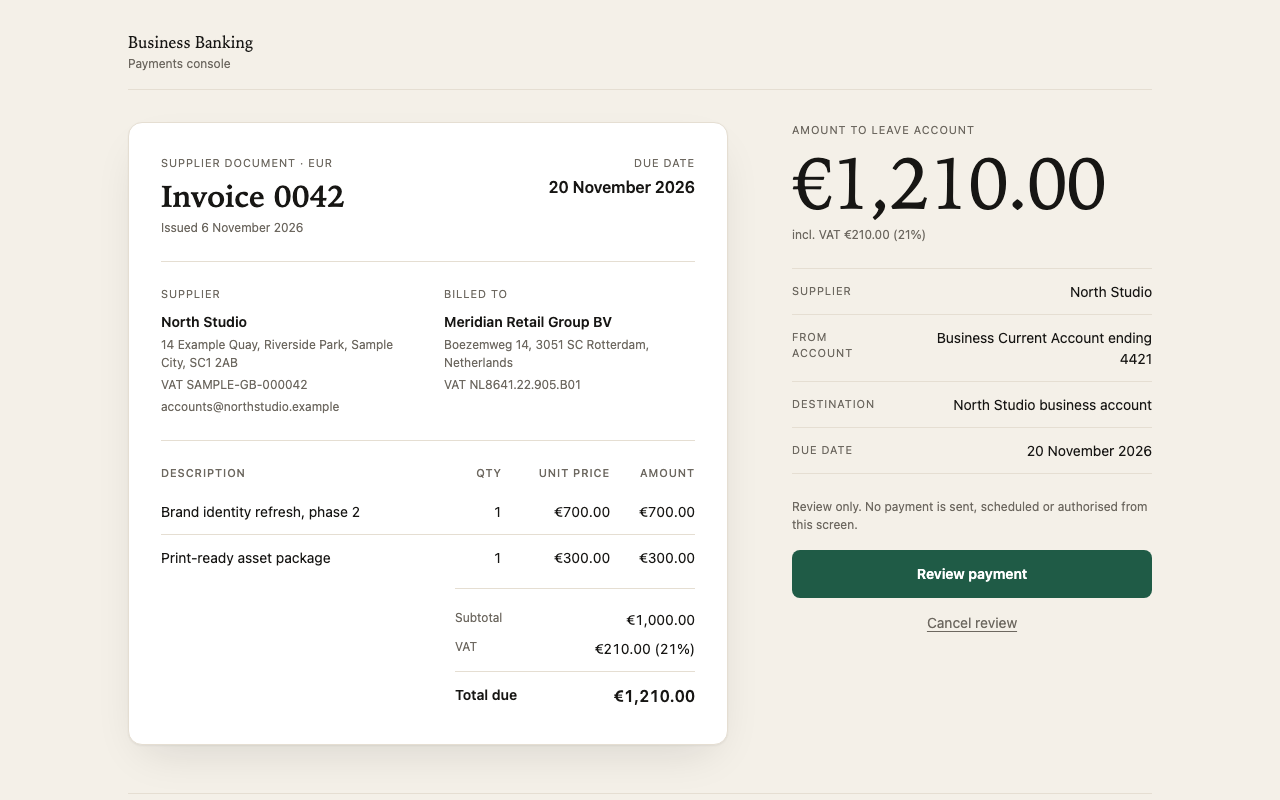 Business Banking
Payments console
SUPPLIER DOCUMENT · EUR
Invoice 0042
Issued 6 November 2026
DUE DATE
20 November 2026
SUPPLIER
North Studio
14 Example Quay, Riverside Park, Sample
City, SC1 2AB
VAT SAMPLE-GB-000042
accounts@northstudio.example
BILLED TO
Meridian Retail Group BV
Boezemweg 14, 3051 SC Rotterdam,
Netherlands
VAT NL8641.22.905.B01
DESCRIPTION QTY UNIT PRICE AMOUNT
Brand identity refresh, phase 2 1 €700.00 €700.00
Print-ready asset package 1 €300.00 €300.00
Subtotal €1,000.00
VAT €210.00 (21%)
Total due €1,210.00
AMOUNT TO LEAVE ACCOUNT
€1,210.00
incl. VAT €210.00 (21%)
SUPPLIER North Studio
FROM ACCOUNT Business Current Account ending
4421
DESTINATION North Studio business account
DUE DATE 20 November 2026
Review only. No payment is sent, scheduled or authorised from
this screen.
Review payment
Cancel review